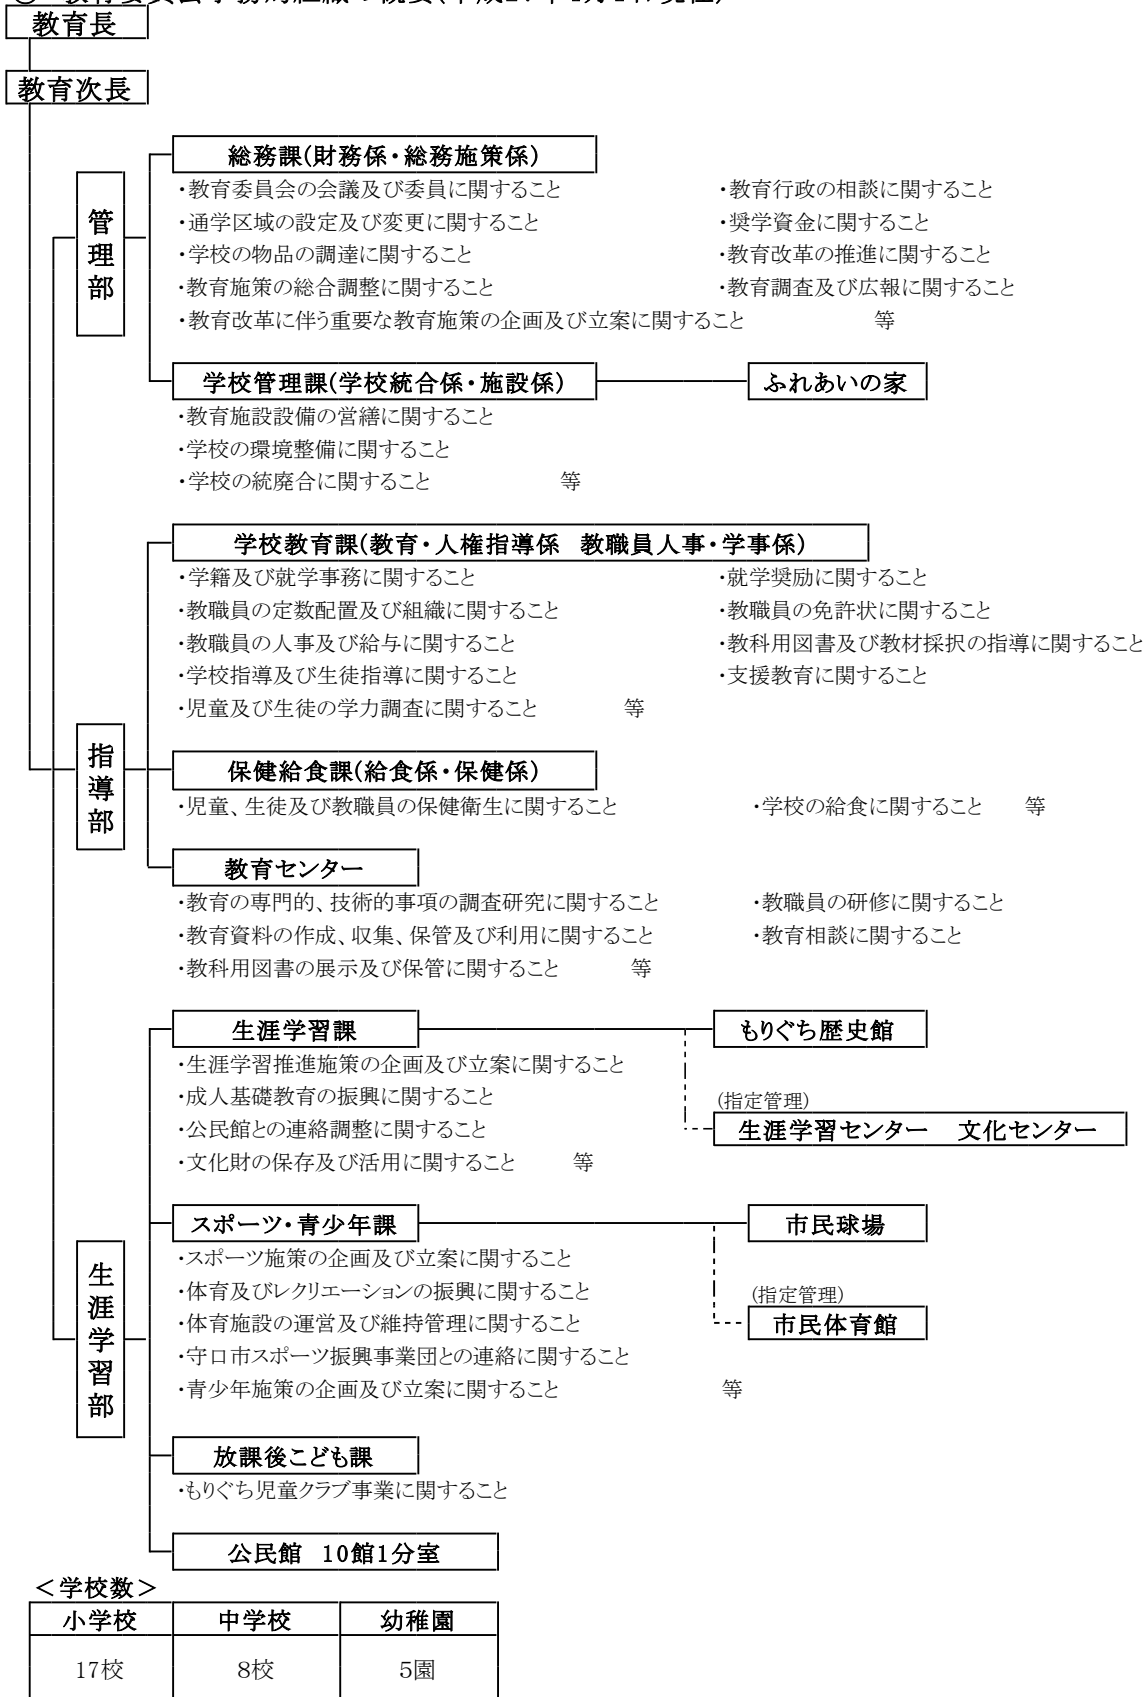 教育長
教育次長
管理部
総務課(財務係・総務施策係)
・教育委員会の会議及び委員に関すること ・教育行政の相談に関すること
・通学区域の設定及び変更に関すること ・奨学資金に関すること
・学校の物品の調達に関すること ・教育改革の推進に関すること
・教育施策の総合調整に関すること ・教育調査及び広報に関すること
・教育改革に伴う重要な教育施策の企画及び立案に関すること 等
学校管理課(学校統合係・施設係) ふれあいの家
・教育施設設備の営繕に関すること
・学校の環境整備に関すること
・学校の統廃合に関すること 等
指導部
学校教育課(教育・人権指導係 教職員人事・学事係)
・学籍及び就学事務に関すること ・就学奨励に関すること
・教職員の定数配置及び組織に関すること ・教職員の免許状に関すること
・教職員の人事及び給与に関すること ・教科用図書及び教材採択の指導に関すること
・学校指導及び生徒指導に関すること ・支援教育に関すること
・児童及び生徒の学力調査に関すること 等
保健給食課(給食係・保健係)
・児童、生徒及び教職員の保健衛生に関すること ・学校の給食に関すること 等
教育センター
・教育の専門的、技術的事項の調査研究に関すること ・教職員の研修に関すること
・教育資料の作成、収集、保管及び利用に関すること ・教育相談に関すること
・教科用図書の展示及び保管に関すること 等
生涯学習部
生涯学習課 もりぐち歴史館
・生涯学習推進施策の企画及び立案に関すること
・成人基礎教育の振興に関すること
(指定管理)
・公民館との連絡調整に関すること 生涯学習センター 文化センター
・文化財の保存及び活用に関すること 等
スポーツ・青少年課 市民球場
・スポーツ施策の企画及び立案に関すること
・体育及びレクリエーションの振興に関すること
(指定管理)
・体育施設の運営及び維持管理に関すること 市民体育館
・守口市スポーツ振興事業団との連絡に関すること
・青少年施策の企画及び立案に関すること 等
放課後こども課
・もりぐち児童クラブ事業に関すること
公民館 10館1分室
＜学校数＞
小学校 中学校 幼稚園
17校 8校 5園